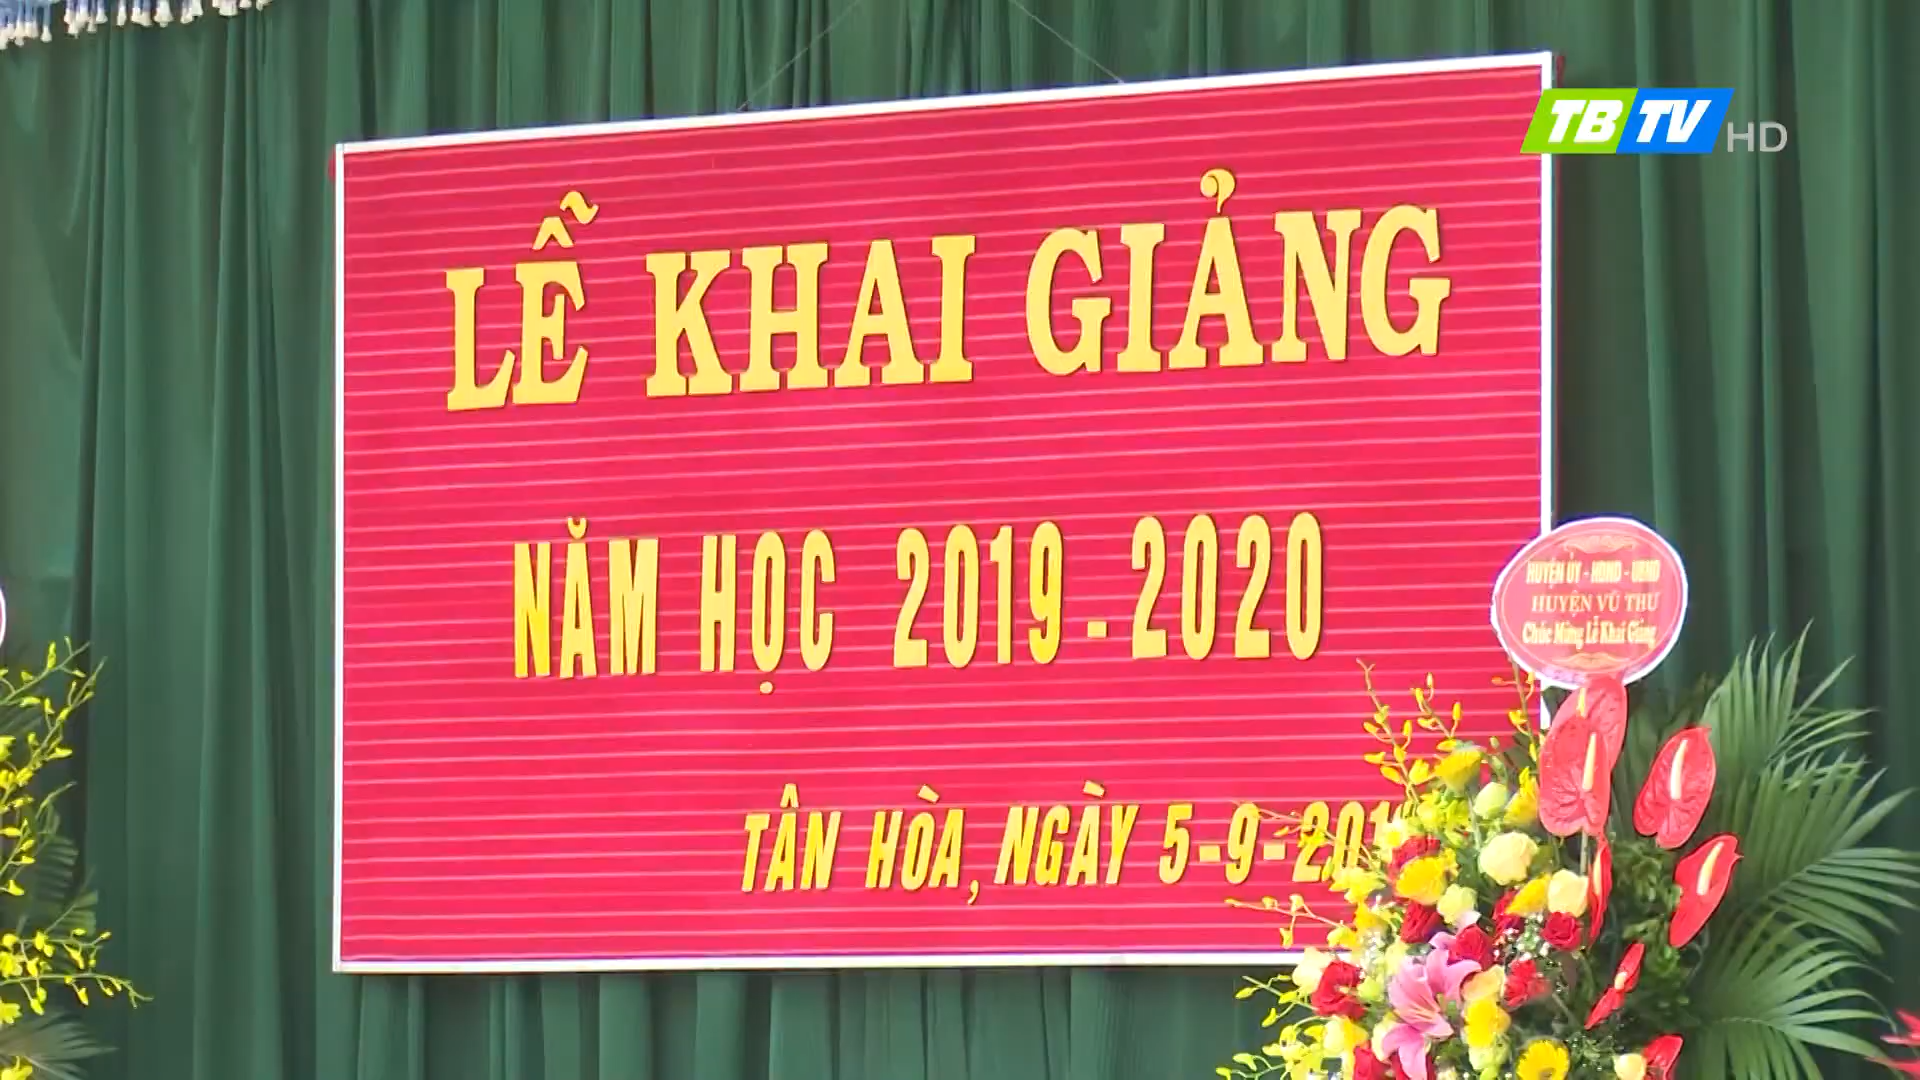 TBTV HD
LỄ KHAI GIẢNG
NĂM HỌC 2019-2020
TÂN HÒA, NGÀY 5-9-201
HUYỆN ỦY - HĐND - UBND
HUYỆN VŨ THƯ
Chúc Mừng Lễ Khai Giảng